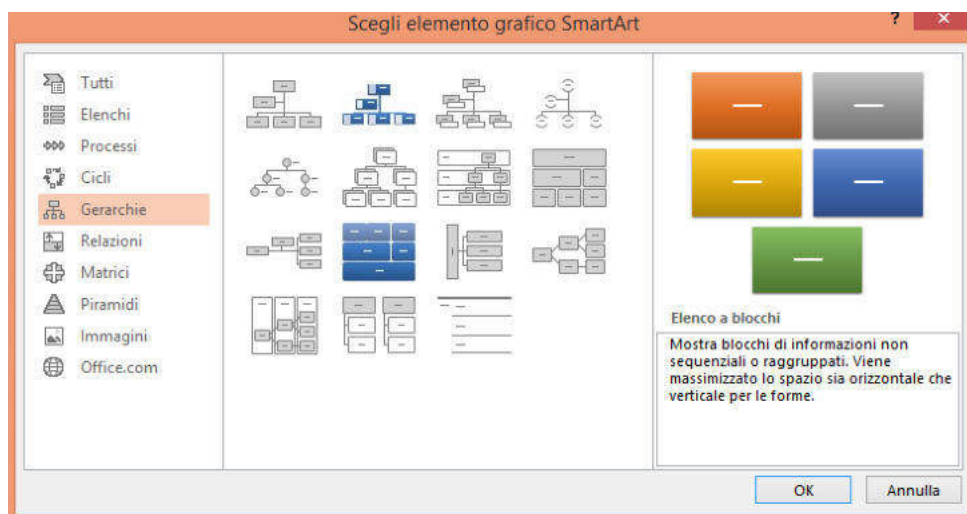 Scegli elemento grafico SmartArt
?
Tutti
Elenchi
Processi
Cicli
Gerarchie
Relazioni
Matrici
Piramidi
Immagini
Office.com
Elenco a blocchi
Mostra blocchi di informazioni non
sequenziali o raggruppati. Viene
massimizzato lo spazio sia orizzontale che
verticale per le forme.
OK
Annulla